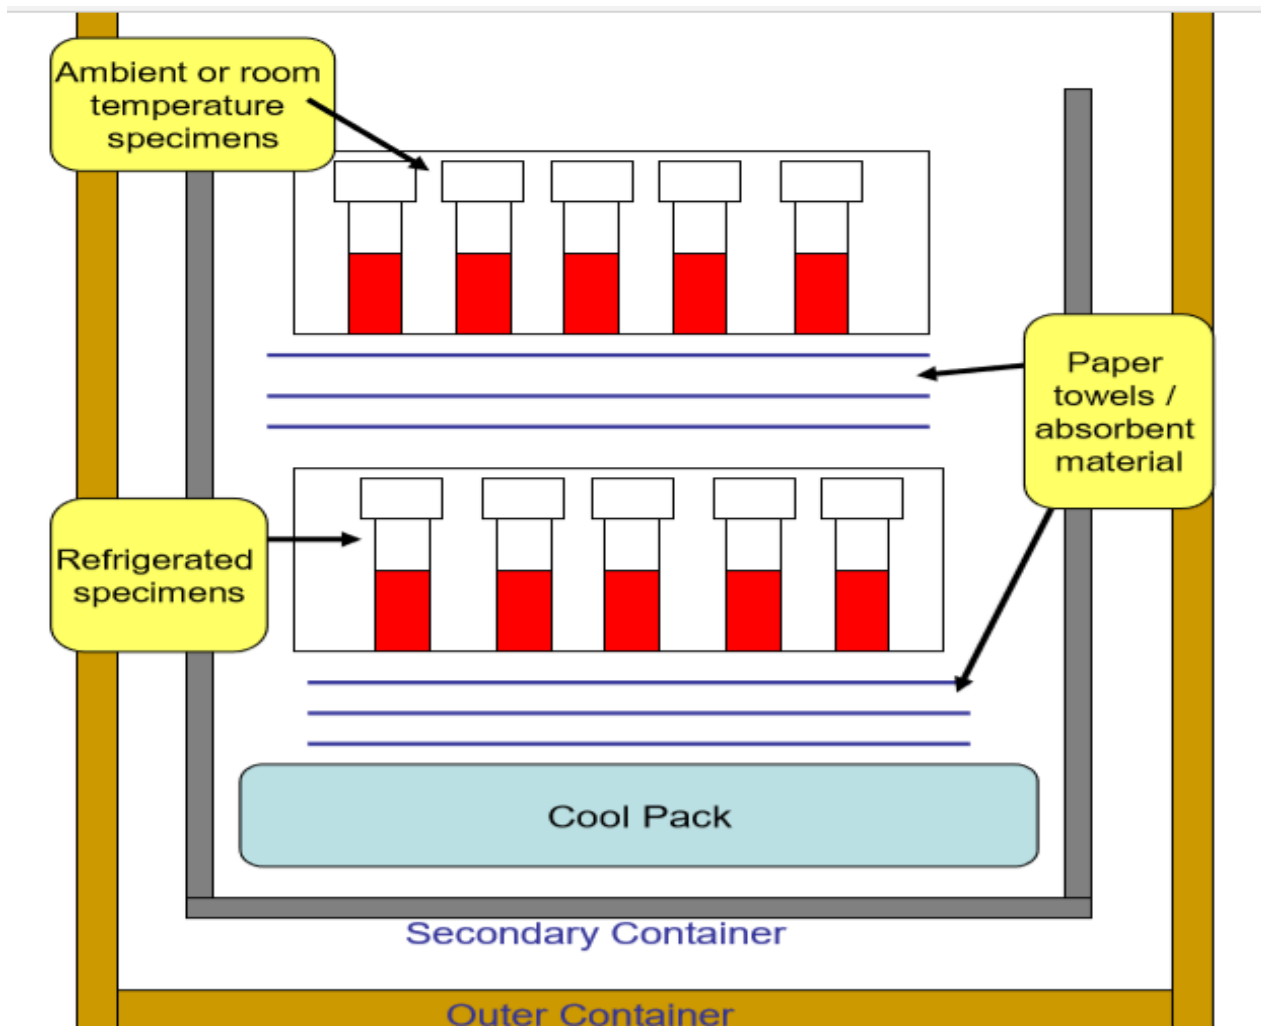 Ambient or room
temperature
specimens
Paper
towels /
absorbent
material
Refrigerated
specimens
Cool Pack
Secondary Container
Outer Container